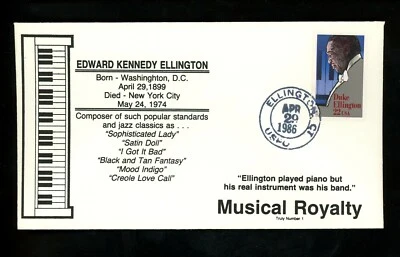 EDWARD KENNEDY ELLINGTON
Born - Washinghton, D.C.
April 29,1899
Died - New York City
May 24, 1974
Composer of such popular standards
and jazz classics as . . .
"Sophisticated Lady"
"Satin Doll"
"I Got It Bad"
"Black and Tan Fantasy"
"Mood Indigo"
"Creole Love Call"
ELLINGTON, CT
APR
29
1986
USPO
Duke
Ellington
22 USA
"Ellington played piano but
his real instrument was his band."
Musical Royalty
Truly Number 1